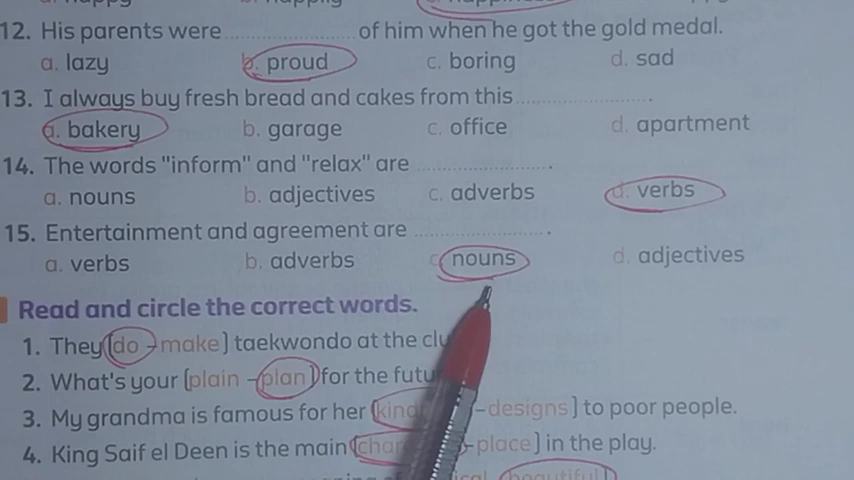 12. His parents were .................... of him when he got the gold medal.
a. lazy b. proud c. boring d. sad
13. I always buy fresh bread and cakes from this .................... .
a. bakery b. garage c. office d. apartment
14. The words "inform" and "relax" are .................... .
a. nouns b. adjectives c. adverbs d. verbs
15. Entertainment and agreement are .................... .
a. verbs b. adverbs c. nouns d. adjectives
Read and circle the correct words.
1. They [do - make] taekwondo at the
2. What's your [plain - plan] for the
3. My grandma is famous for her - designs] to poor people.
4. King Saif el Deen is the main - place] in the play.
beautiful]